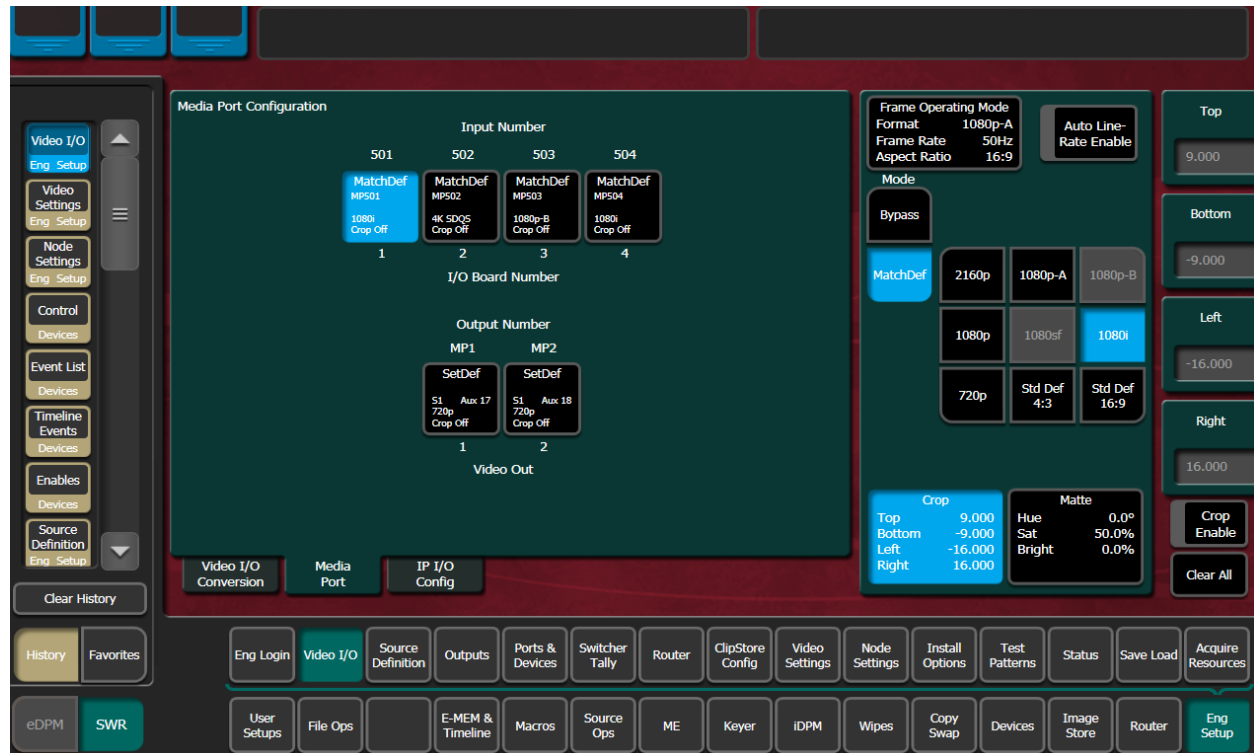 Media Port Configuration
Input Number
501 502 503 504
MatchDef MatchDef MatchDef MatchDef
MP501 MP502 MP503 MP504
1080i 4K SDQS 1080p-B 1080i
Crop Off Crop Off Crop Off Crop Off
1 2 3 4
I/O Board Number
Output Number
MP1 MP2
SetDef SetDef
S1 Aux 17 S1 Aux 18
720p 720p
Crop Off Crop Off
1 2
Video Out
Video I/O
Conversion
Media
Port
IP I/O
Config
Video I/O
Eng Setup
Video
Settings
Eng Setup
Node
Settings
Eng Setup
Control
Devices
Event List
Devices
Timeline
Events
Devices
Enables
Devices
Source
Definition
Eng Setup
Clear History
History Favorites
eDPM SWR
Frame Operating Mode
Format 1080p-A
Frame Rate 50Hz
Aspect Ratio 16:9
Auto Line-
Rate Enable
Mode
Bypass
MatchDef 2160p 1080p-A 1080p-B
1080p 1080sf 1080i
720p
Std Def
4:3
Std Def
16:9
Crop
Top 9.000
Bottom -9.000
Left -16.000
Right 16.000
Matte
Hue 0.0°
Sat 50.0%
Bright 0.0%
Top
9.000
Bottom
-9.000
Left
-16.000
Right
16.000
Crop
Enable
Clear All
Eng Login
Video I/O
Source
Definition
Outputs
Ports &
Devices
Switcher
Tally
Router
ClipStore
Config
Video
Settings
Node
Settings
Install
Options
Test
Patterns
Status
Save Load
Acquire
Resources
User
Setups
File Ops
E-MEM &
Timeline
Macros
Source
Ops
ME
Keyer
iDPM
Wipes
Copy
Swap
Devices
Image
Store
Router
Eng
Setup